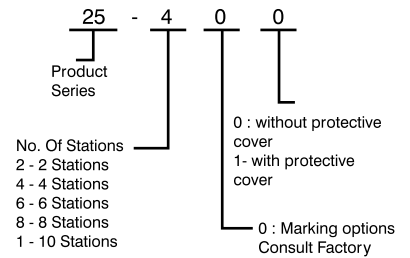 25 - 4 0 0
Product
Series
No. Of Stations
2 - 2 Stations
4 - 4 Stations
6 - 6 Stations
8 - 8 Stations
1 - 10 Stations
0 : without protective
cover
1- with protective
cover
0 : Marking options
Consult Factory